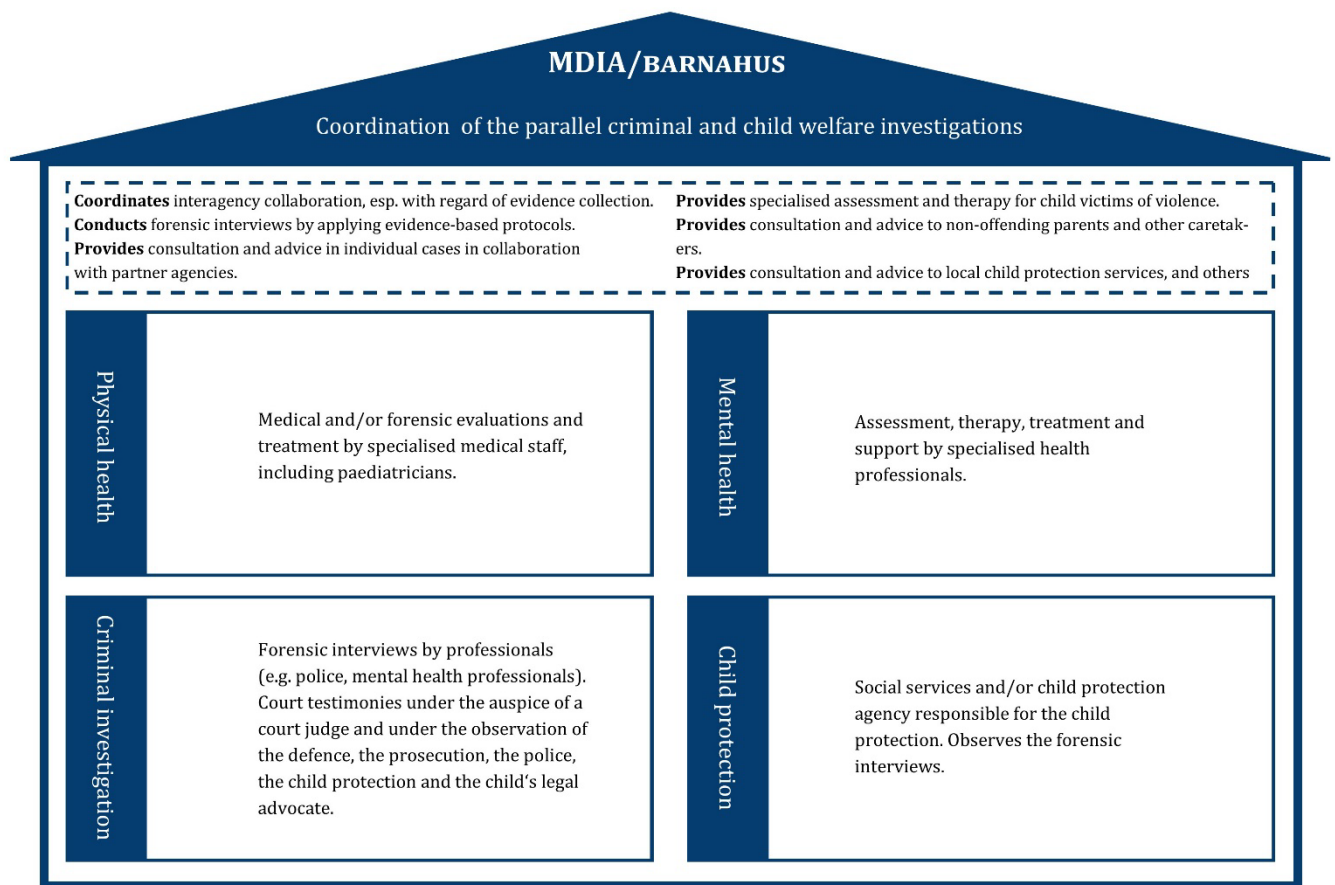 MDIA/BARNAHUS
Coordination of the parallel criminal and child welfare investigations
Coordinates interagency collaboration, esp. with regard of evidence collection.
Conducts forensic interviews by applying evidence-based protocols.
Provides consultation and advice in individual cases in collaboration
with partner agencies.
Provides specialised assessment and therapy for child victims of violence.
Provides consultation and advice to non-offending parents and other caretak-
ers.
Provides consultation and advice to local child protection services, and others
Physical health
Medical and/or forensic evaluations and
treatment by specialised medical staff,
including paediatricians.
Mental health
Assessment, therapy, treatment and
support by specialised health
professionals.
Criminal investigation
Forensic interviews by professionals
(e.g. police, mental health professionals).
Court testimonies under the auspice of a
court judge and under the observation of
the defence, the prosecution, the police,
the child protection and the child‘s legal
advocate.
Child protection
Social services and/or child protection
agency responsible for the child
protection. Observes the forensic
interviews.